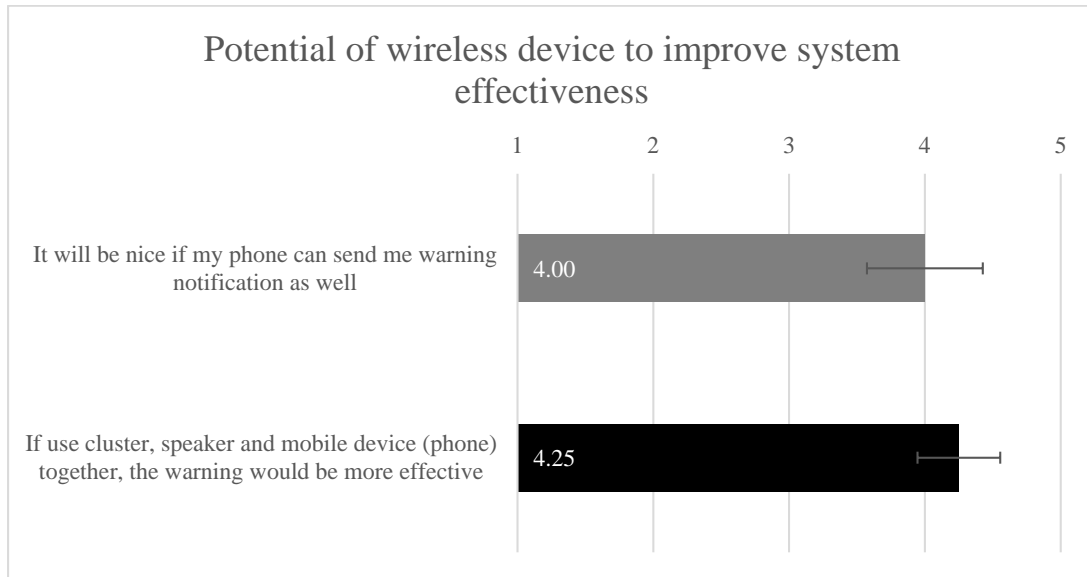 Potential of wireless device to improve system
effectiveness
1 2 3 4 5
It will be nice if my phone can send me warning
notification as well
4.00
If use cluster, speaker and mobile device (phone)
together, the warning would be more effective
4.25